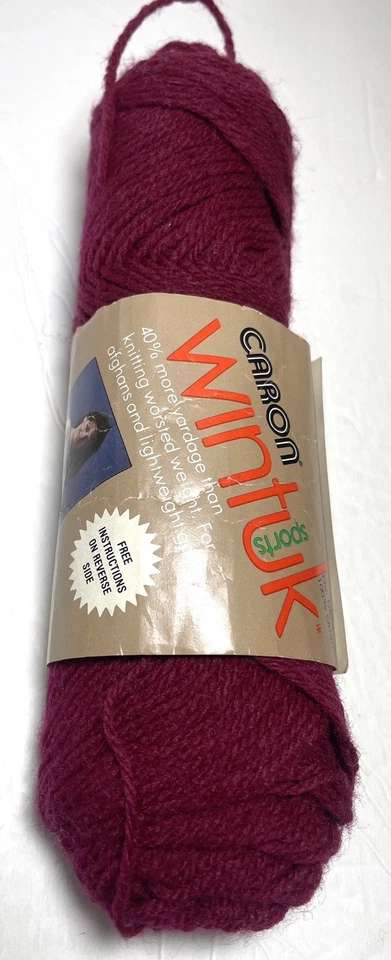 CARON®
wintuk*
sports
40% more yardage than
knitting worsted weight. For
afghans and lightweight
FREE
INSTRUCTIONS
ON REVERSE
SIDE